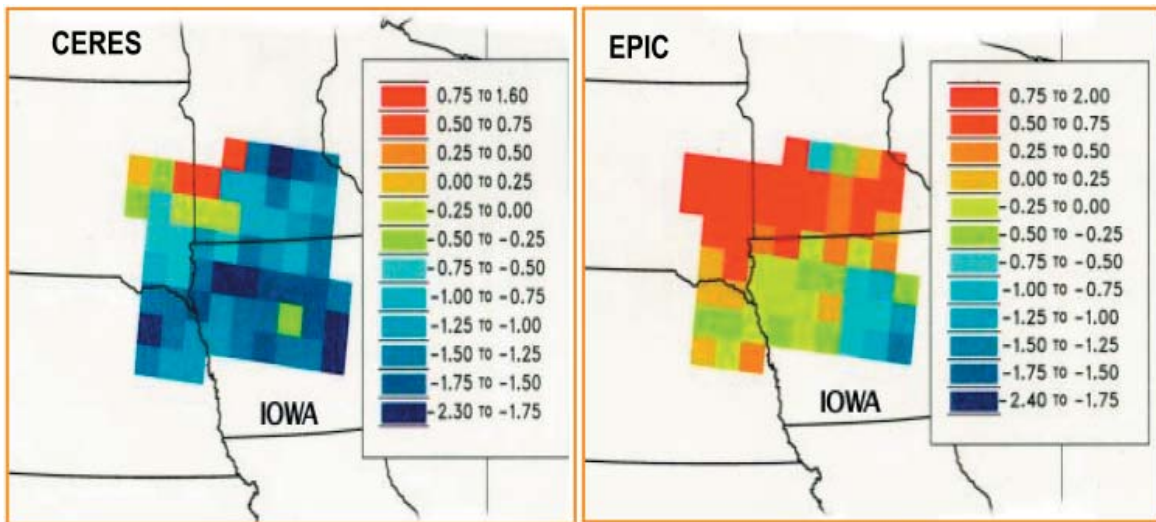 CERES
0.75 TO 1.60
0.50 TO 0.75
0.25 TO 0.50
0.00 TO 0.25
-0.25 TO 0.00
-0.50 TO -0.25
-0.75 TO -0.50
-1.00 TO -0.75
-1.25 TO -1.00
-1.50 TO -1.25
-1.75 TO -1.50
-2.30 TO -1.75
IOWA
EPIC
0.75 TO 2.00
0.50 TO 0.75
0.25 TO 0.50
0.00 TO 0.25
-0.25 TO 0.00
-0.50 TO -0.25
-0.75 TO -0.50
-1.00 TO -0.75
-1.25 TO -1.00
-1.50 TO -1.25
-1.75 TO -1.50
-2.40 TO -1.75
IOWA